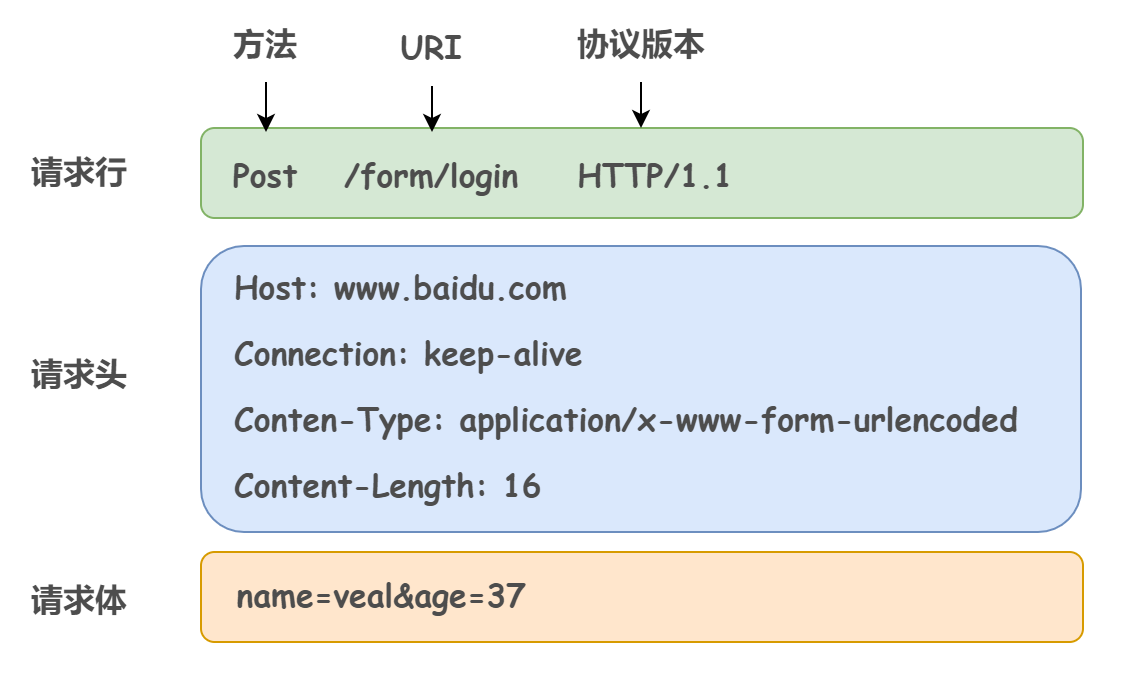 方法 URI 协议版本
请求行 Post /form/login HTTP/1.1
Host: www.baidu.com
Connection: keep-alive
请求头
Conten-Type: application/x-www-form-urlencoded
Content-Length: 16
请求体 name=veal&age=37